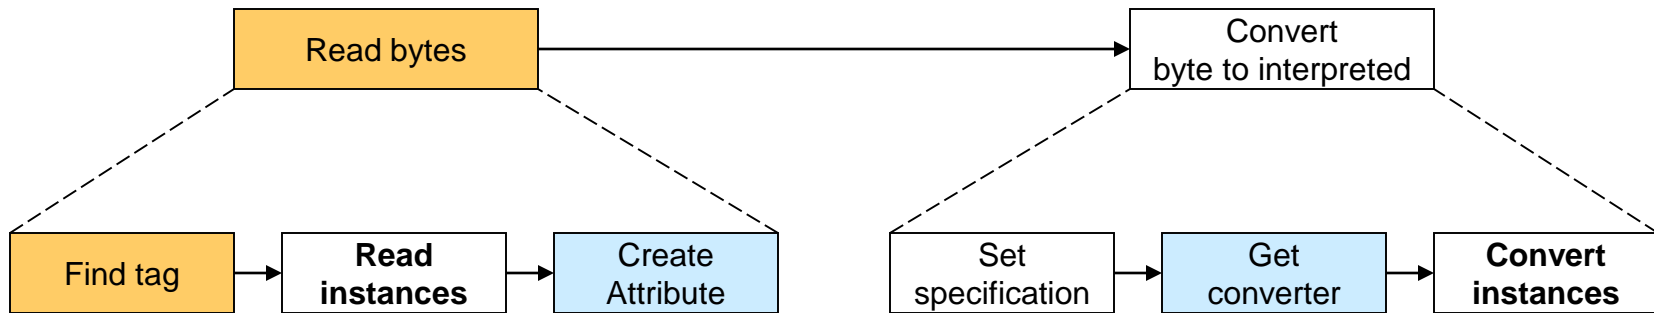 Read bytes
Convert
byte to interpreted
Find tag
Read
instances
Create
Attribute
Set
specification
Get
converter
Convert
instances